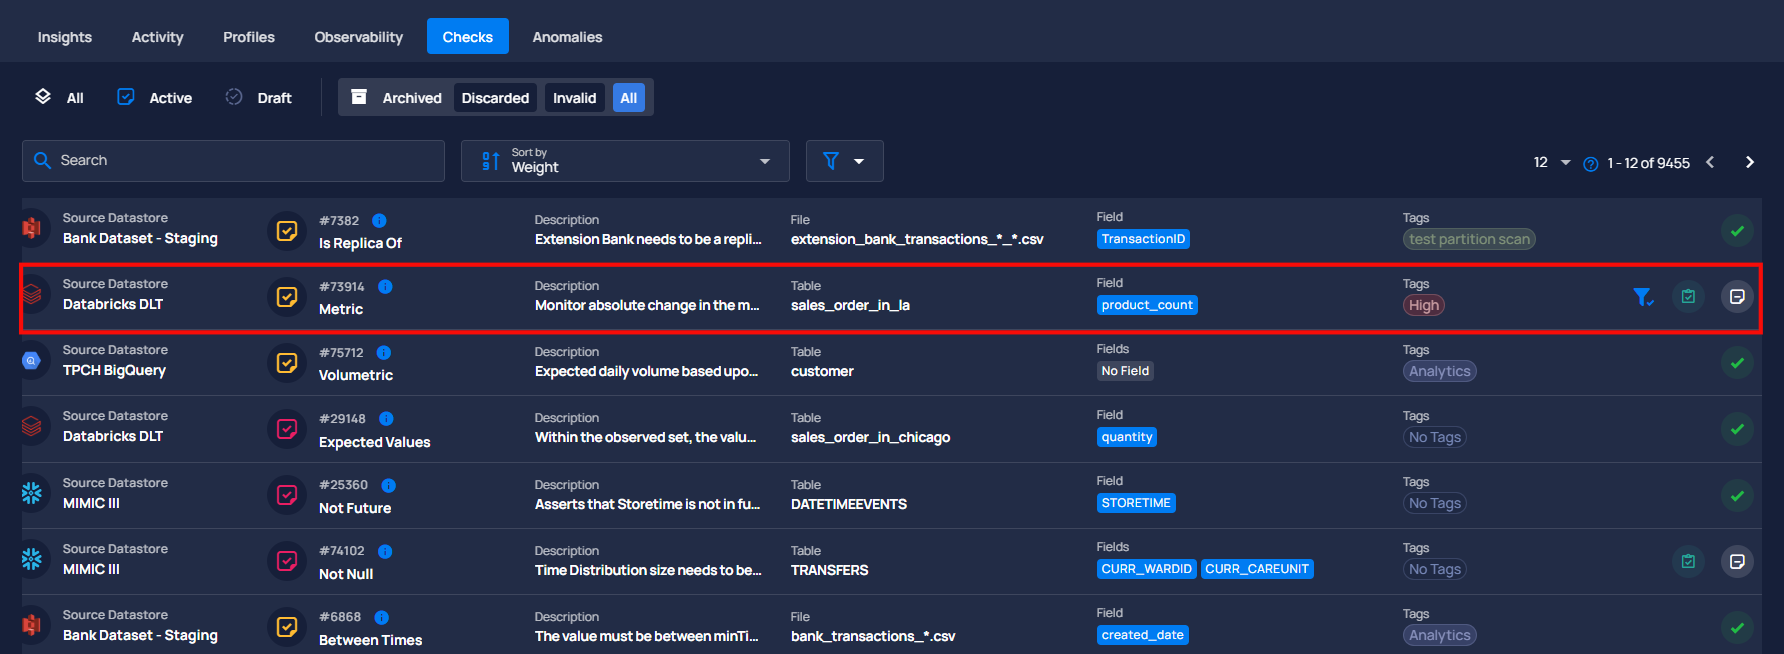 Insights Activity Profiles Observability Checks Anomalies
All Active Draft Archived Discarded Invalid All
Search
Sort by
Weight
12 1 - 12 of 9455
Source Datastore
Bank Dataset - Staging
#7382
Is Replica Of
Description
Extension Bank needs to be a repli...
File
extension_bank_transactions_*_*.csv
Field
TransactionID
Tags
test partition scan
Source Datastore
Databricks DLT
#73914
Metric
Description
Monitor absolute change in the m...
Table
sales_order_in_la
Field
product_count
Tags
High
Source Datastore
TPCH BigQuery
#75712
Volumetric
Description
Expected daily volume based upo...
Table
customer
Fields
No Field
Tags
Analytics
Source Datastore
Databricks DLT
#29148
Expected Values
Description
Within the observed set, the valu...
Table
sales_order_in_chicago
Field
quantity
Tags
No Tags
Source Datastore
MIMIC III
#25360
Not Future
Description
Asserts that Storetime is not in fu...
Table
DATETIMEEVENTS
Field
STORETIME
Tags
No Tags
Source Datastore
MIMIC III
#74102
Not Null
Description
Time Distribution size needs to be...
Table
TRANSFERS
Fields
CURR_WARDID CURR_CAREUNIT
Tags
No Tags
Source Datastore
Bank Dataset - Staging
#6868
Between Times
Description
The value must be between minTi...
File
bank_transactions_*.csv
Field
created_date
Tags
Analytics